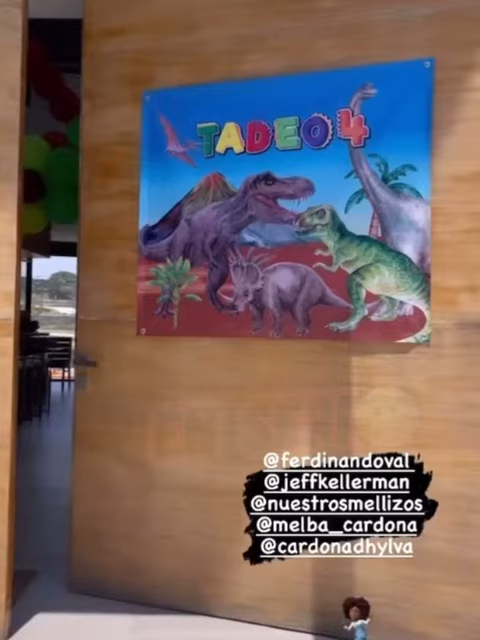 TADEO 4
@ferdinandoval
@jeffkellerman
@nuestrosmellizos
@melba_cardona
@cardonadhylva